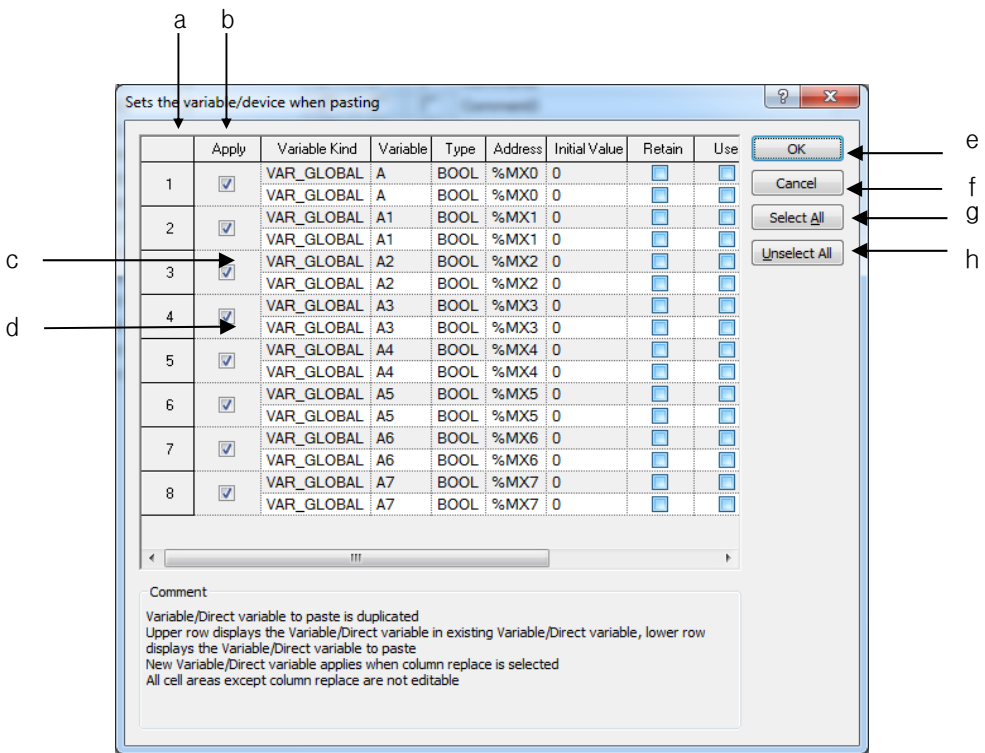 a b
Sets the variable/device when pasting
Apply Variable Kind Variable Type Address Initial Value Retain Use
1 VAR_GLOBAL A BOOL %MX0 0
VAR_GLOBAL A BOOL %MX0 0
2 VAR_GLOBAL A1 BOOL %MX1 0
VAR_GLOBAL A1 BOOL %MX1 0
3 VAR_GLOBAL A2 BOOL %MX2 0
VAR_GLOBAL A2 BOOL %MX2 0
4 VAR_GLOBAL A3 BOOL %MX3 0
VAR_GLOBAL A3 BOOL %MX3 0
5 VAR_GLOBAL A4 BOOL %MX4 0
VAR_GLOBAL A4 BOOL %MX4 0
6 VAR_GLOBAL A5 BOOL %MX5 0
VAR_GLOBAL A5 BOOL %MX5 0
7 VAR_GLOBAL A6 BOOL %MX6 0
VAR_GLOBAL A6 BOOL %MX6 0
8 VAR_GLOBAL A7 BOOL %MX7 0
VAR_GLOBAL A7 BOOL %MX7 0
c
d
OK e
Cancel f
Select All g
Unselect All h
Comment
Variable/Direct variable to paste is duplicated
Upper row displays the Variable/Direct variable in existing Variable/Direct variable, lower row
displays the Variable/Direct variable to paste
New Variable/Direct variable applies when column replace is selected
All cell areas except column replace are not editable